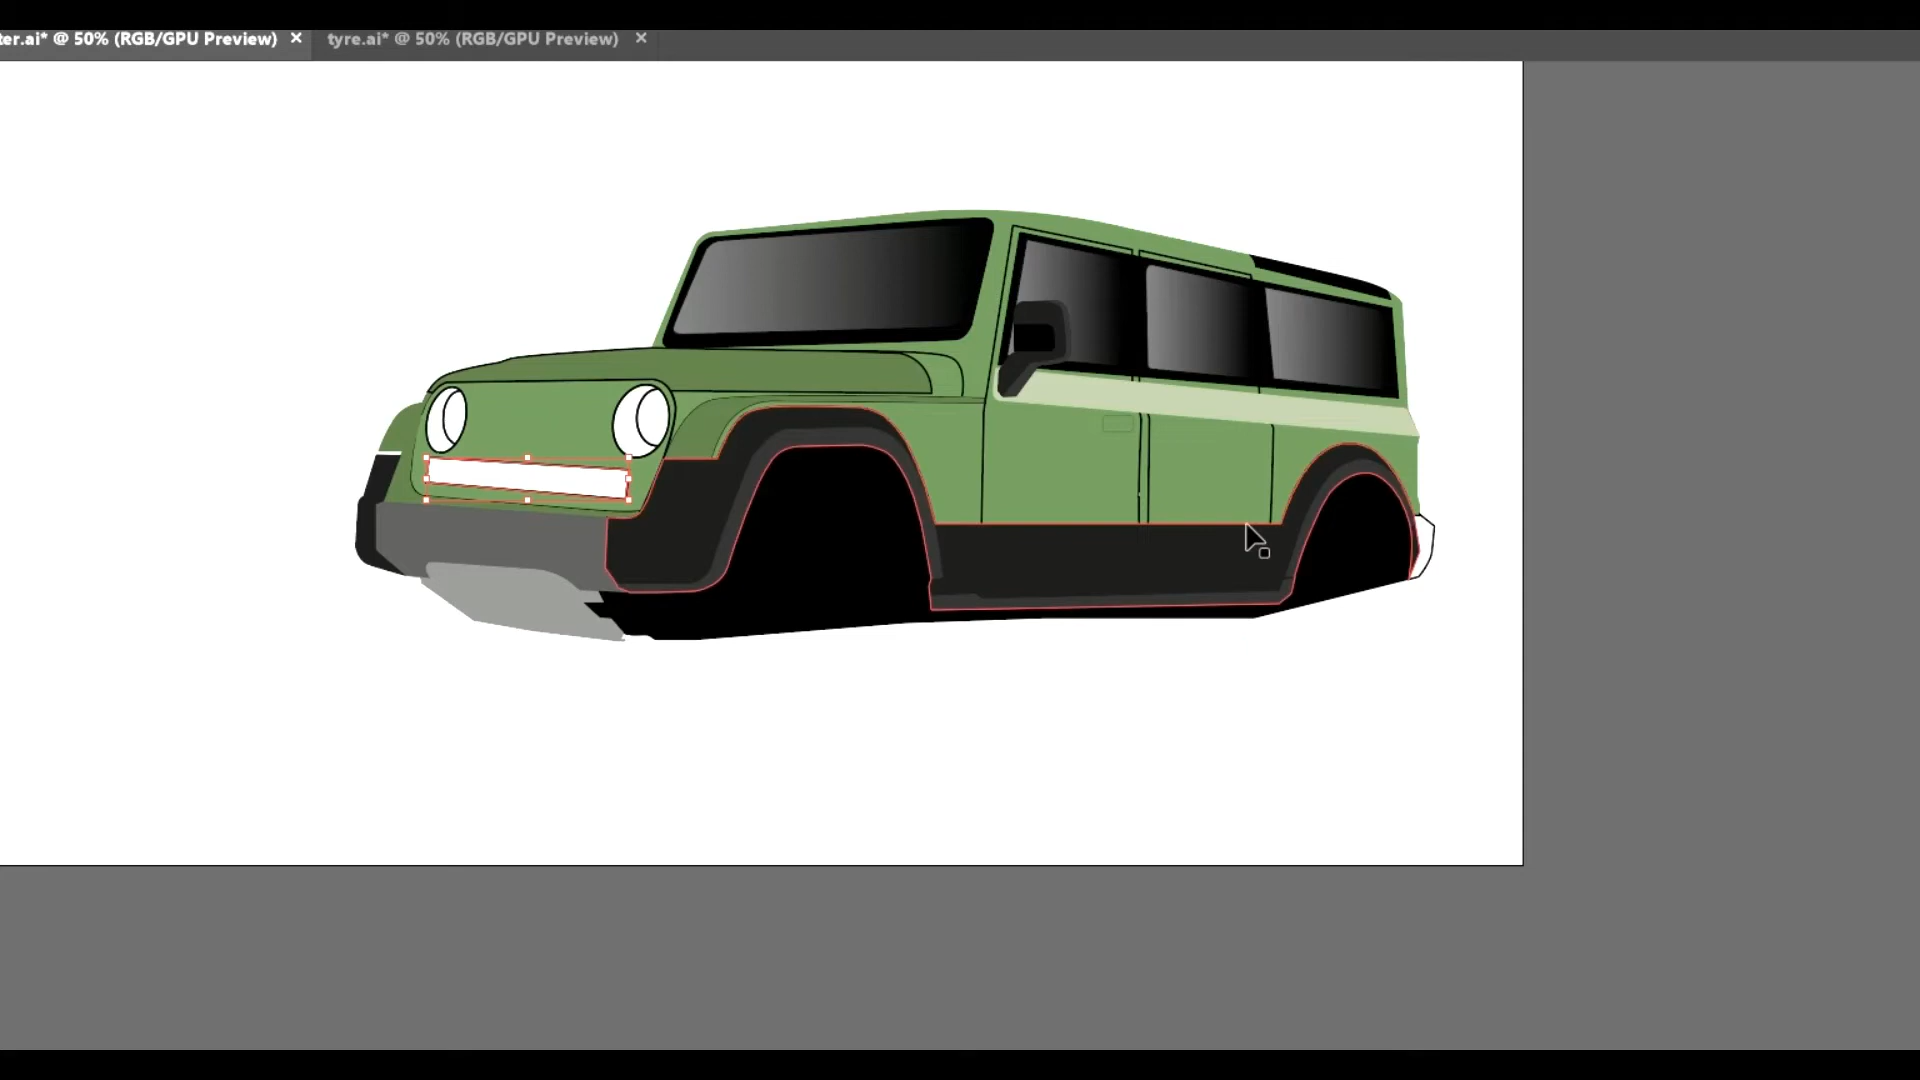 ter.ai* @ 50% (RGB/GPU Preview) × tyre.ai* @ 50% (RGB/GPU Preview) ×